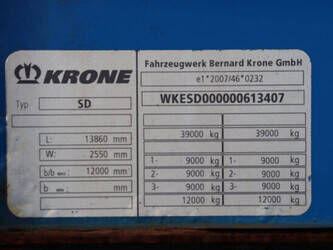 KRONE
Typ SD
L: 13860 mm
W: 2550 mm
b/b max: 12000 mm
b min: mm
Fahrzeugwerk Bernard Krone GmbH
e1*2007/46*0232
WKESD000000613407
39000 kg 39000 kg
1- 9000 kg 1- 9000 kg
2- 9000 kg 2- 9000 kg
3- 9000 kg 3- 9000 kg
12000 kg 12000 kg